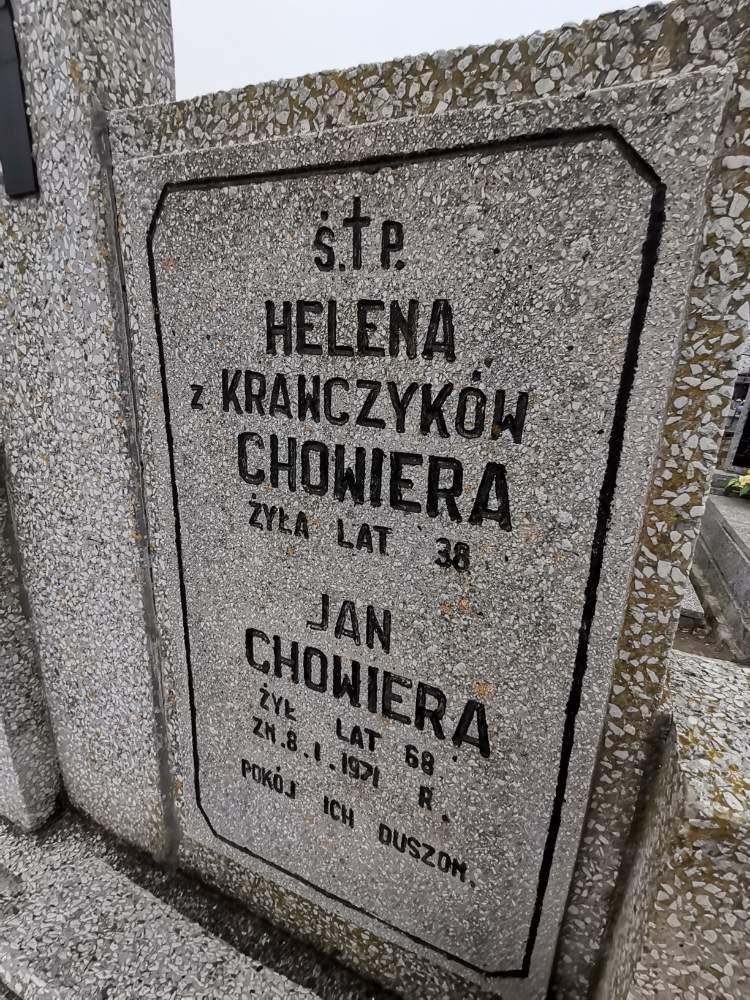 Ś.†P.
HELENA
z KRAWCZYKÓW
CHOWIERA
ŻYŁA LAT 38
JAN
CHOWIERA
ŻYŁ LAT 68
ZM.8.I.1971 R.
POKÓJ ICH DUSZOM.